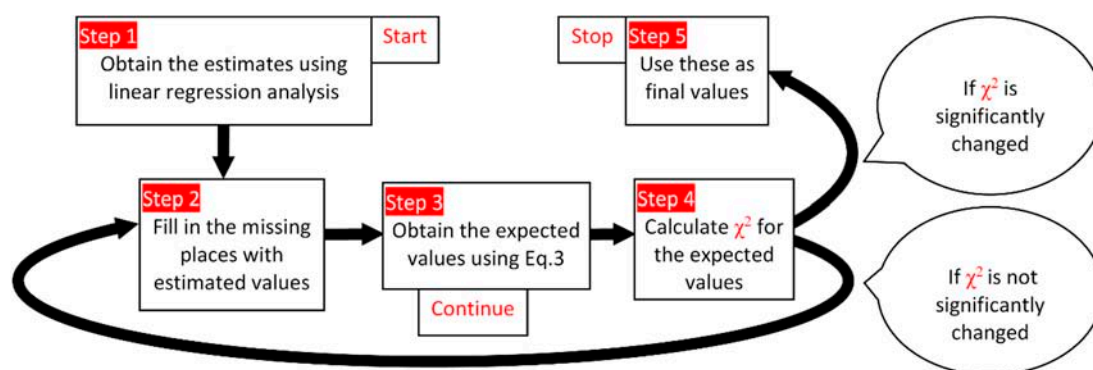 Step 1
Start
Obtain the estimates using
linear regression analysis
Stop
Step 5
Use these as
final values
If χ² is
significantly
changed
Step 2
Fill in the missing
places with
estimated values
Step 3
Obtain the expected
values using Eq.3
Continue
Step 4
Calculate χ² for
the expected
values
If χ² is not
significantly
changed